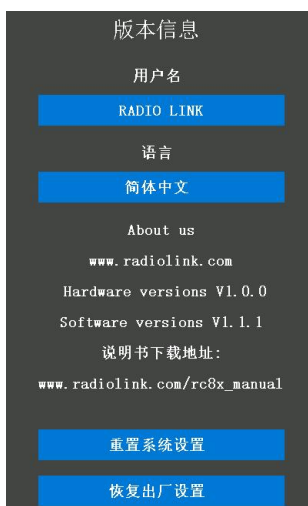 版本信息
用户名
RADIO LINK
语言
简体中文
About us
www.radiolink.com
Hardware versions V1.0.0
Software versions V1.1.1
说明书下载地址:
www.radiolink.com/rc8x_manual
重置系统设置
恢复出厂设置